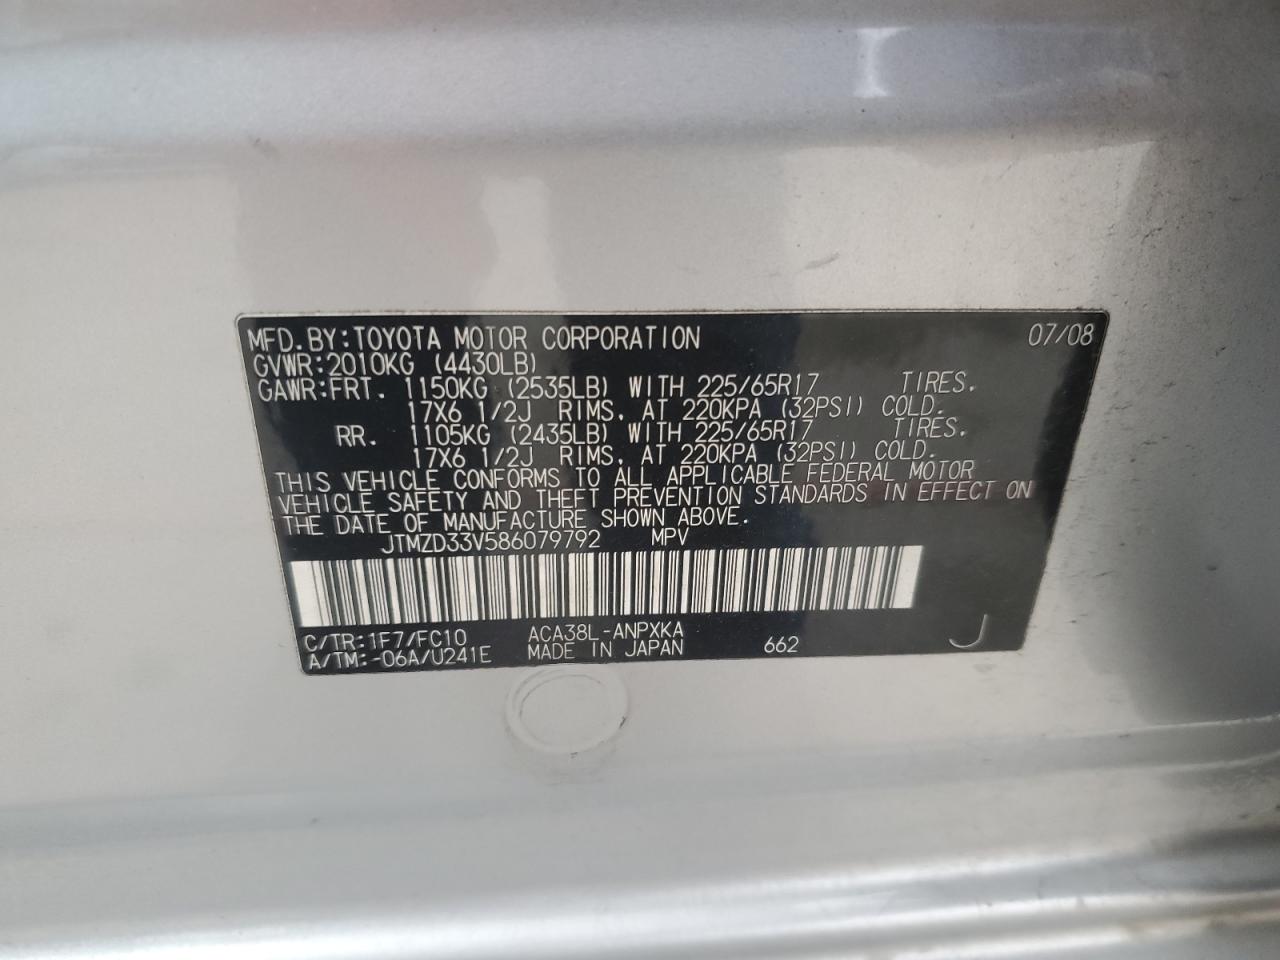 MFD.BY:TOYOTA MOTOR CORPORATION 07/08
GVWR:2010KG (4430LB)
GAWR:FRT. 1150KG (2535LB) WITH 225/65R17 TIRES.
17X6 1/2J RIMS. AT 220KPA (32PSI) COLD.
RR. 1105KG (2435LB) WITH 225/65R17 TIRES.
17X6 1/2J RIMS. AT 220KPA (32PSI) COLD.
THIS VEHICLE CONFORMS TO ALL APPLICABLE FEDERAL MOTOR
VEHICLE SAFETY AND THEFT PREVENTION STANDARDS IN EFFECT ON
THE DATE OF MANUFACTURE SHOWN ABOVE.
JTMZD33V586079792 MPV
C/TR:1F7/FC10 ACA38L-ANPXKA
A/TM:-06A/U241E MADE IN JAPAN 662 J